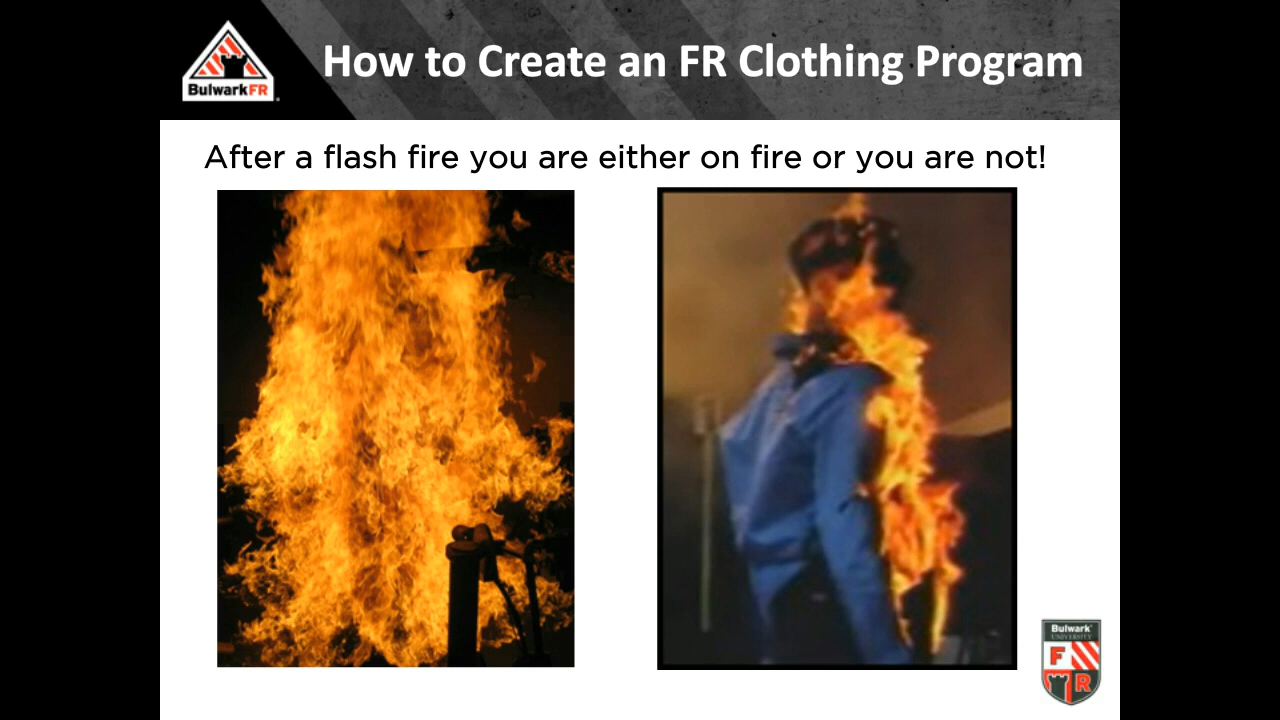 How to Create an FR Clothing Program
BulwarkFR
After a flash fire you are either on fire or you are not!
Bulwark
UNIVERSITY
F
R